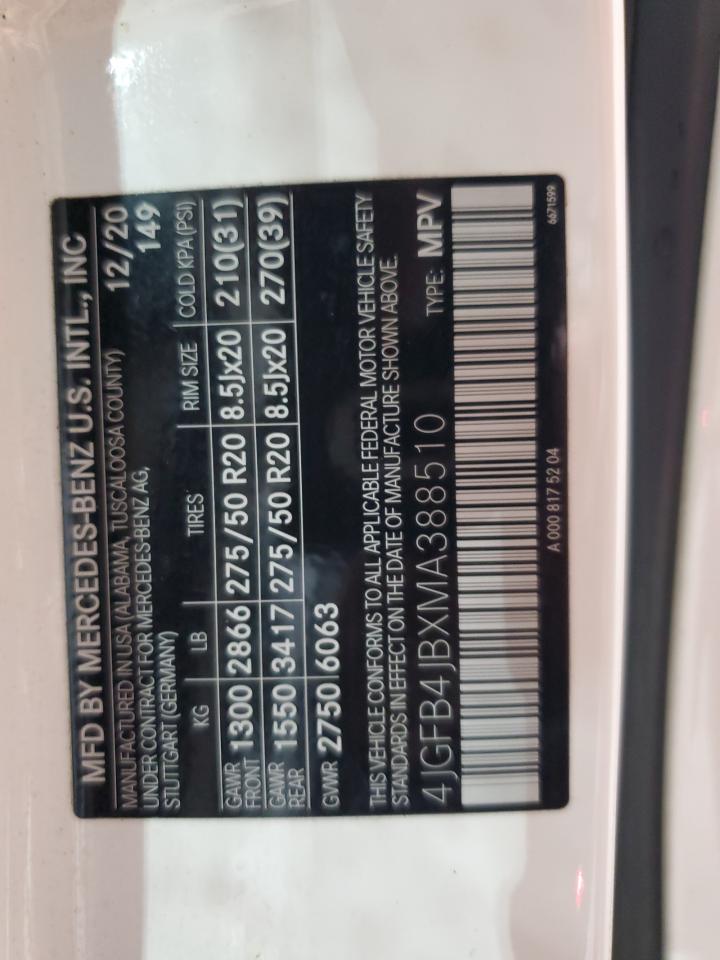 MFD BY MERCEDES-BENZ U.S. INTL., INC
MANUFACTURED IN USA (ALABAMA, TUSCALOOSA COUNTY) 12/20
UNDER CONTRACT FOR MERCEDES-BENZ AG, 149
STUTTGART (GERMANY)
KG LB TIRES RIM SIZE COLD KPA (PSI)
GAWR FRONT 1300 2866 275/50 R20 8.5Jx20 210(31)
GAWR REAR 1550 3417 275/50 R20 8.5Jx20 270(39)
GVWR 2750 6063
THIS VEHICLE CONFORMS TO ALL APPLICABLE FEDERAL MOTOR VEHICLE SAFETY
STANDARDS IN EFFECT ON THE DATE OF MANUFACTURE SHOWN ABOVE.
4JGFB4JBXMA388510 TYPE: MPV
A 000 817 52 04 6671599